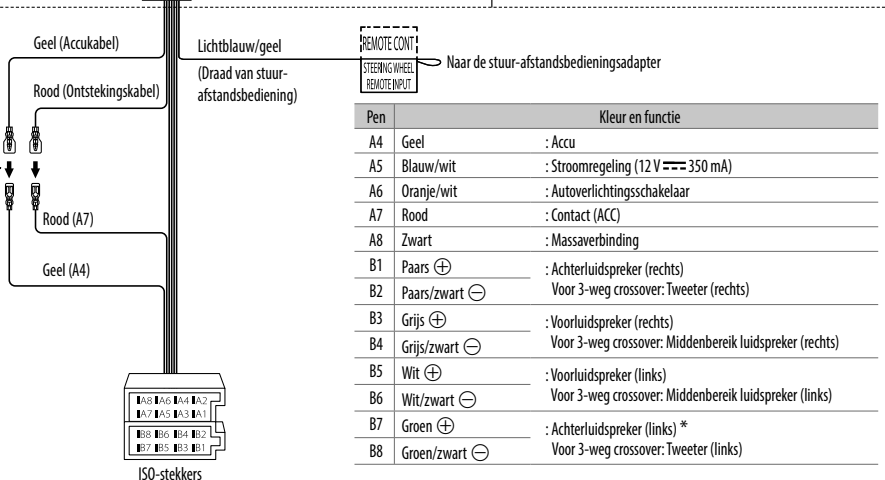 Geel (Accukabel)
Rood (Ontstekingskabel)
Lichtblauw/geel
(Draad van stuur-
afstandsbediening)
REMOTE CONT
STEERING WHEEL
REMOTE INPUT
Naar de stuur-afstandsbedieningsadapter
Rood (A7)
Geel (A4)
A8 A6 A4 A2
A7 A5 A3 A1
B8 B6 B4 B2
B7 B5 B3 B1
ISO-stekkers
Pen Kleur en functie
A4 Geel : Accu
A5 Blauw/wit : Stroomregeling (12 V ⎓ 350 mA)
A6 Oranje/wit : Autoverlichtingsschakelaar
A7 Rood : Contact (ACC)
A8 Zwart : Massaverbinding
B1 Paars ⊕ : Achterluidspreker (rechts)
B2 Paars/zwart ⊖ Voor 3-weg crossover: Tweeter (rechts)
B3 Grijs ⊕ : Voorluidspreker (rechts)
B4 Grijs/zwart ⊖ Voor 3-weg crossover: Middenbereik luidspreker (rechts)
B5 Wit ⊕ : Voorluidspreker (links)
B6 Wit/zwart ⊖ Voor 3-weg crossover: Middenbereik luidspreker (links)
B7 Groen ⊕ : Achterluidspreker (links) *
B8 Groen/zwart ⊖ Voor 3-weg crossover: Tweeter (links)